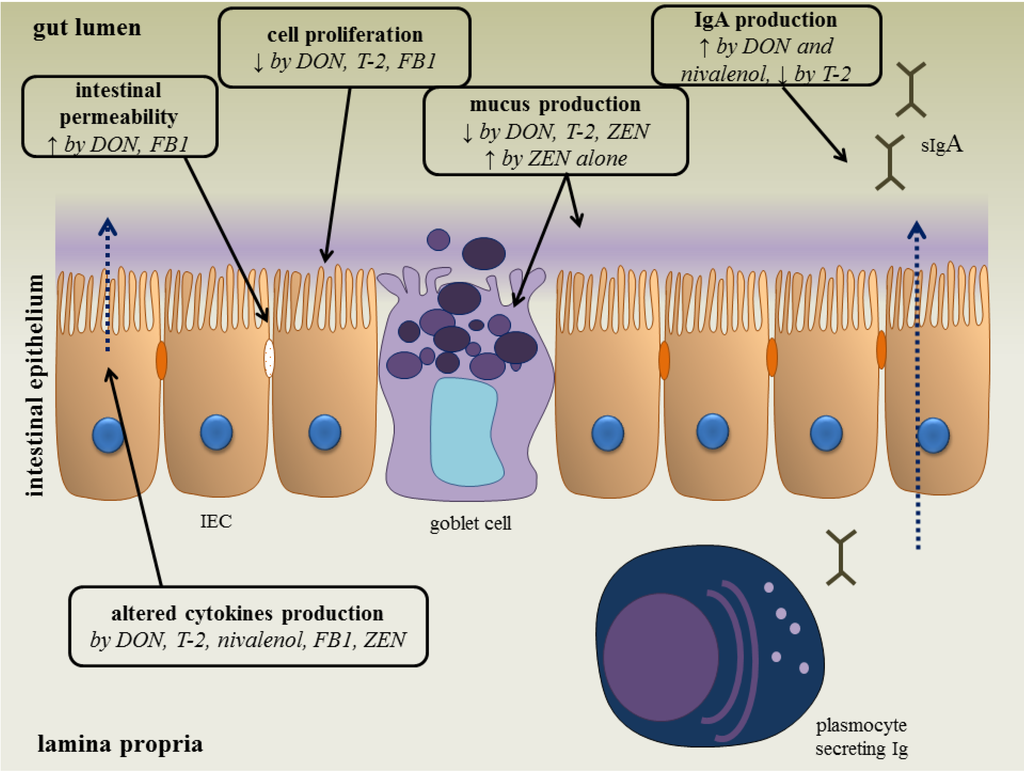 gut lumen
cell proliferation
↓ by DON, T-2, FB1
IgA production
↑ by DON and
nivalenol, ↓ by T-2
intestinal
permeability
↑ by DON, FB1
mucus production
↓ by DON, T-2, ZEN
↑ by ZEN alone
sIgA
intestinal epithelium
IEC
goblet cell
altered cytokines production
by DON, T-2, nivalenol, FB1, ZEN
plasmocyte
secreting Ig
lamina propria